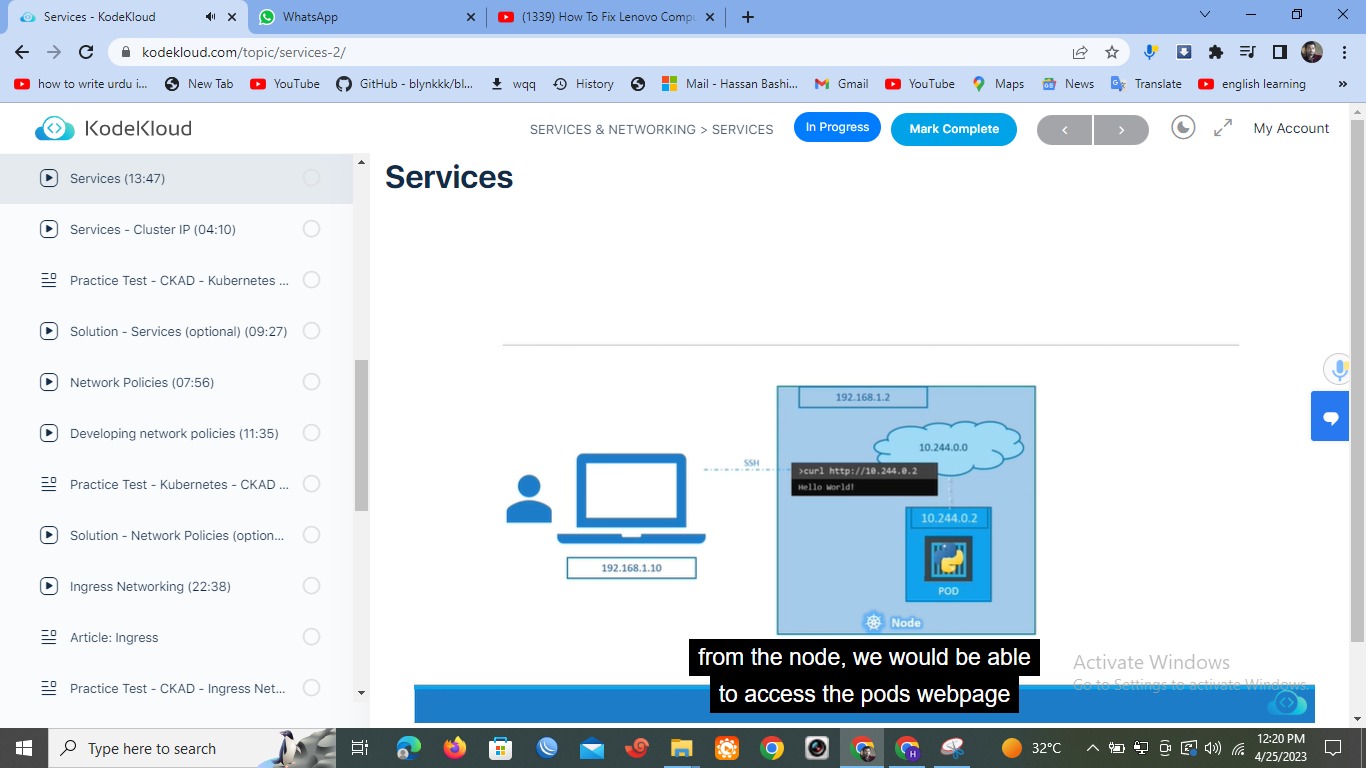 Services - KodeKloud
WhatsApp
(1339) How To Fix Lenovo Compu
kodekloud.com/topic/services-2/
how to write urdu i...
New Tab
YouTube
GitHub - blynkkk/bl...
wqq
History
Mail - Hassan Bashi...
Gmail
YouTube
Maps
News
Translate
english learning
»
KodeKloud
SERVICES & NETWORKING > SERVICES
In Progress
Mark Complete
My Account
Services (13:47)
Services - Cluster IP (04:10)
Practice Test - CKAD - Kubernetes ...
Solution - Services (optional) (09:27)
Network Policies (07:56)
Developing network policies (11:35)
Practice Test - Kubernetes - CKAD ...
Solution - Network Policies (option...
Ingress Networking (22:38)
Article: Ingress
Practice Test - CKAD - Ingress Net...
Services
192.168.1.2
10.244.0.0
SSH
>curl http://10.244.0.2
Hello World!
10.244.0.2
POD
192.168.1.10
Node
from the node, we would be able
to access the pods webpage
Activate Windows
Go to Settings to activate Windows.
Type here to search
H
32°C
12:20 PM
4/25/2023